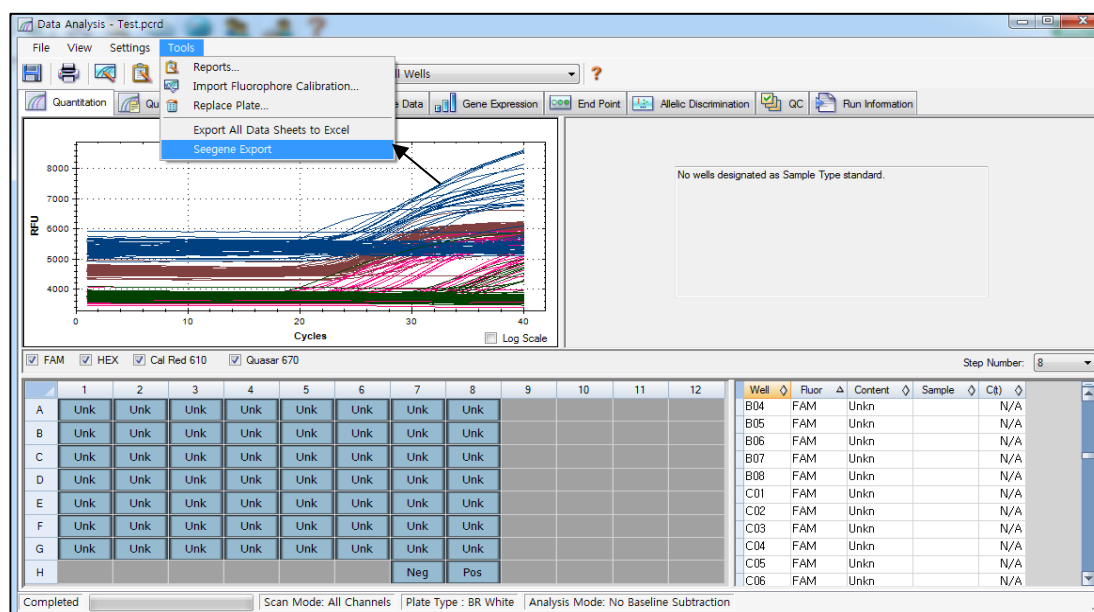 Data Analysis - Test.pcrd
File View Settings Tools
Reports...
Import Fluorophore Calibration...
Replace Plate...
Export All Data Sheets to Excel
Seegene Export
ll Wells
?
Quantitation Qu Data Gene Expression End Point Allelic Discrimination QC Run Information
No wells designated as Sample Type standard.
RFU
8000
7000
6000
5000
4000
0 10 20 30 40
Cycles
Log Scale
FAM HEX Cal Red 610 Quasar 670 Step Number: 8
1 2 3 4 5 6 7 8 9 10 11 12
A Unk Unk Unk Unk Unk Unk Unk Unk
B Unk Unk Unk Unk Unk Unk Unk Unk
C Unk Unk Unk Unk Unk Unk Unk Unk
D Unk Unk Unk Unk Unk Unk Unk Unk
E Unk Unk Unk Unk Unk Unk Unk Unk
F Unk Unk Unk Unk Unk Unk Unk Unk
G Unk Unk Unk Unk Unk Unk Unk Unk
H Neg Pos
Well Fluor Content Sample C(t)
B04 FAM Unkn N/A
B05 FAM Unkn N/A
B06 FAM Unkn N/A
B07 FAM Unkn N/A
B08 FAM Unkn N/A
C01 FAM Unkn N/A
C02 FAM Unkn N/A
C03 FAM Unkn N/A
C04 FAM Unkn N/A
C05 FAM Unkn N/A
C06 FAM Unkn N/A
Completed Scan Mode: All Channels Plate Type : BR White Analysis Mode: No Baseline Subtraction